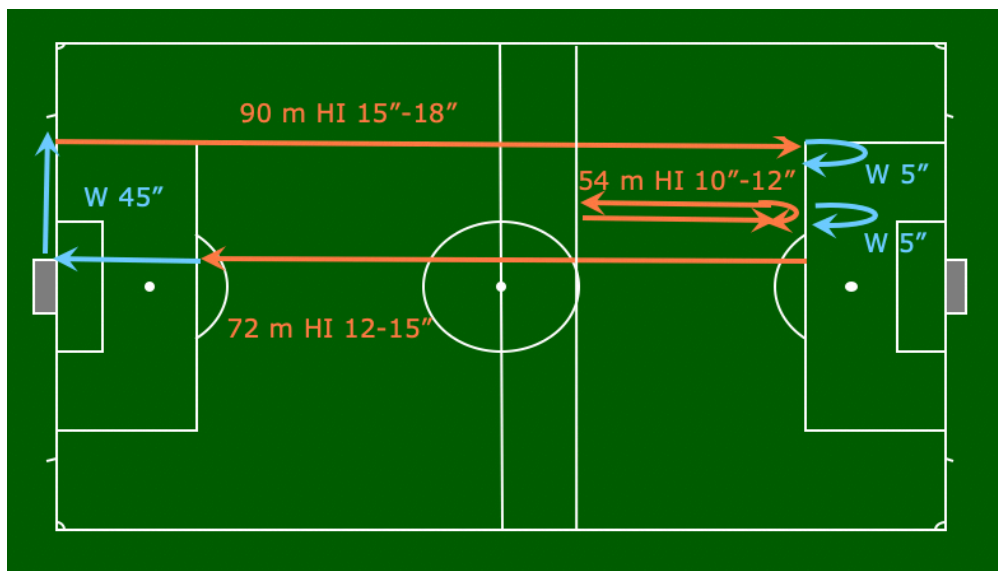 90 m HI 15”-18”
W 5”
54 m HI 10”-12”
W 45”
W 5”
72 m HI 12-15”